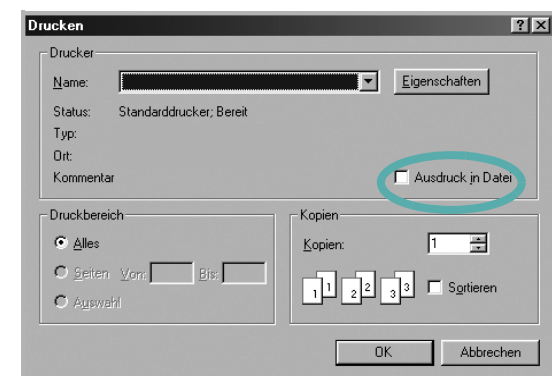 Drucken
? X
Drucker
Name: Eigenschaften
Status: Standarddrucker; Bereit
Typ:
Ort:
Kommentar Ausdruck in Datei
Druckbereich
Alles
Seiten Von: Bis:
Auswahl
Kopien
Kopien: 1
1 1 2 2 3 3 Sortieren
OK Abbrechen